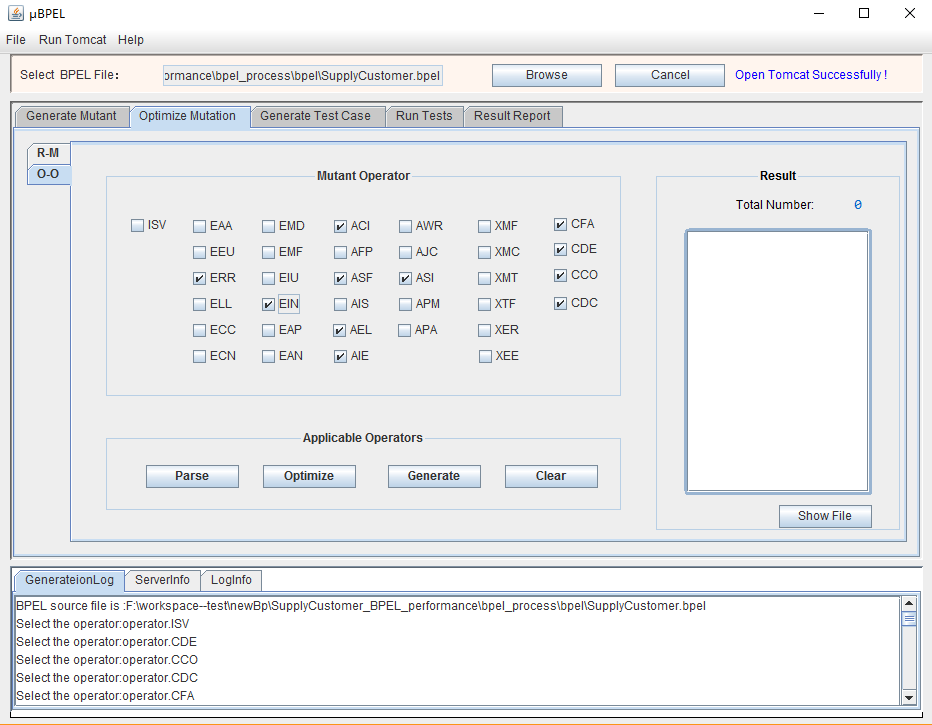 µBPEL
File Run Tomcat Help
Select BPEL File: ormance\bpel_process\bpel\SupplyCustomer.bpel Browse Cancel Open Tomcat Successfully !
Generate Mutant Optimize Mutation Generate Test Case Run Tests Result Report
R-M
O-O
Mutant Operator
ISV EAA EMD ACI AWR XMF CFA
EEU EMF AFP AJC XMC CDE
ERR EIU ASF ASI XMT CCO
ELL EIN AIS APM XTF CDC
ECC EAP AEL APA XER
ECN EAN AIE XEE
Applicable Operators
Parse Optimize Generate Clear
Result
Total Number: 0
Show File
GenerateionLog ServerInfo LogInfo
BPEL source file is :F:\workspace--test\newBp\SupplyCustomer_BPEL_performance\bpel_process\bpel\SupplyCustomer.bpel
Select the operator:operator.ISV
Select the operator:operator.CDE
Select the operator:operator.CCO
Select the operator:operator.CDC
Select the operator:operator.CFA